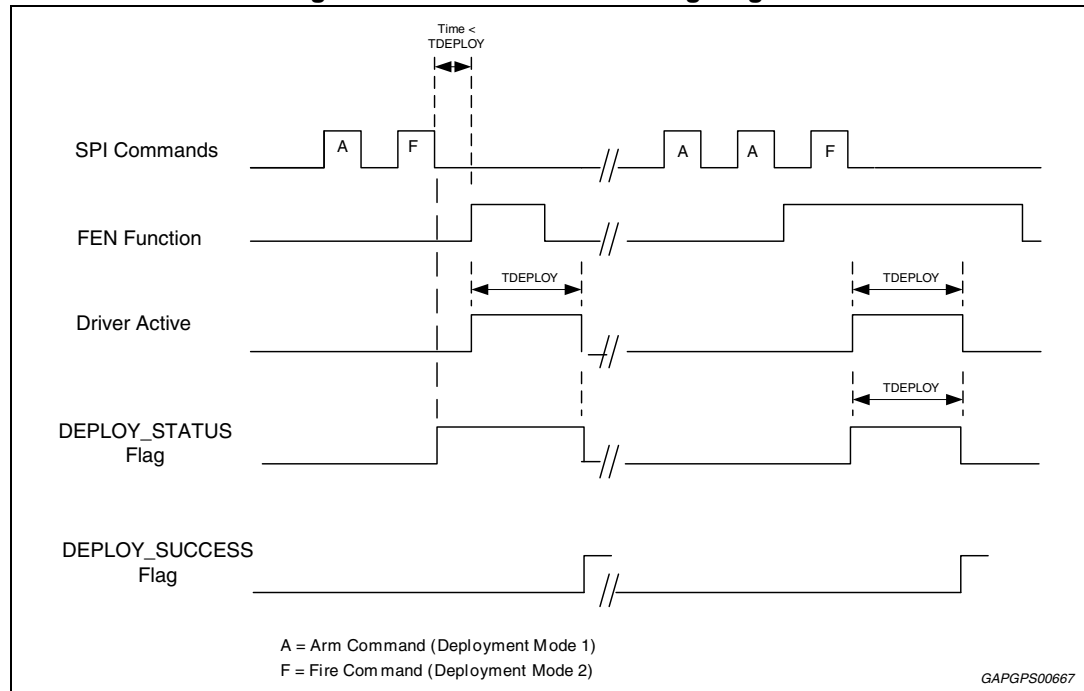 Time <
TDEPLOY
SPI Commands
A
F
A
A
F
FEN Function
TDEPLOY
TDEPLOY
Driver Active
TDEPLOY
DEPLOY_STATUS
Flag
DEPLOY_SUCCESS
Flag
A = Arm Command (Deployment Mode 1)
F = Fire Command (Deployment Mode 2)
GAPGPS00667